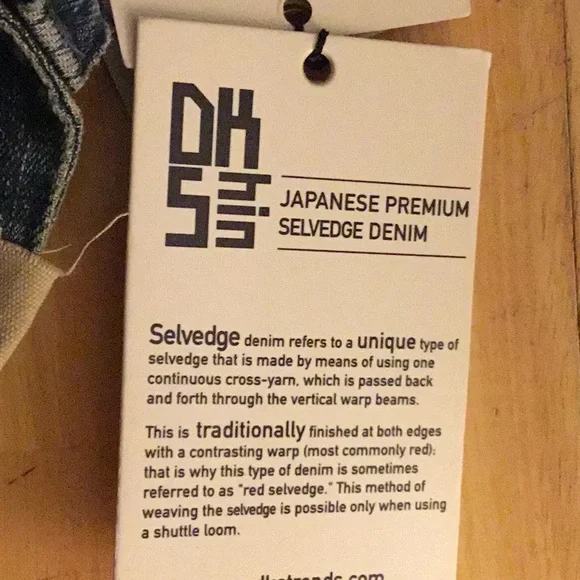 DK
Shin
JAPANESE PREMIUM
SELVEDGE DENIM
Selvedge denim refers to a unique type of
selvedge that is made by means of using one
continuous cross-yarn, which is passed back
and forth through the vertical warp beams.
This is traditionally finished at both edges
with a contrasting warp (most commonly red);
that is why this type of denim is sometimes
referred to as "red selvedge." This method of
weaving the selvedge is possible only when using
a shuttle loom.